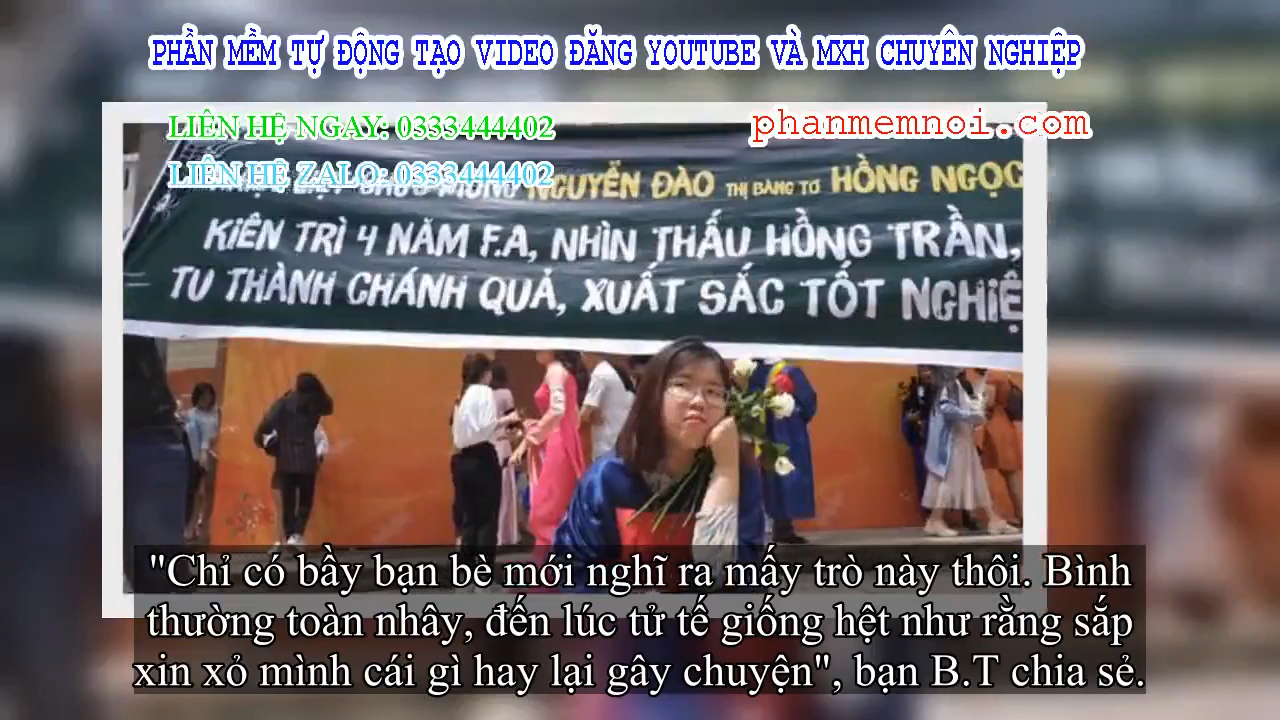 PHẦN MỀM TỰ ĐỘNG TẠO VIDEO ĐĂNG YOUTUBE VÀ MXH CHUYÊN NGHIỆP
LIÊN HỆ NGAY: 0333444402
phanmemnoi.com
LIÊN HỆ ZALO: 0333444402
NGUYỄN ĐÀO THỊ BĂNG TƠ HỒNG NGỌC
KIÊN TRÌ 4 NĂM F.A, NHÌN THẤU HỒNG TRẦN,
TU THÀNH CHÁNH QUẢ, XUẤT SẮC TỐT NGHIỆ
"Chỉ có bầy bạn bè mới nghĩ ra mấy trò này thôi. Bình
thường toàn nhây, đến lúc tử tế giống hệt như rằng sắp
xin xỏ mình cái gì hay lại gây chuyện", bạn B.T chia sẻ.